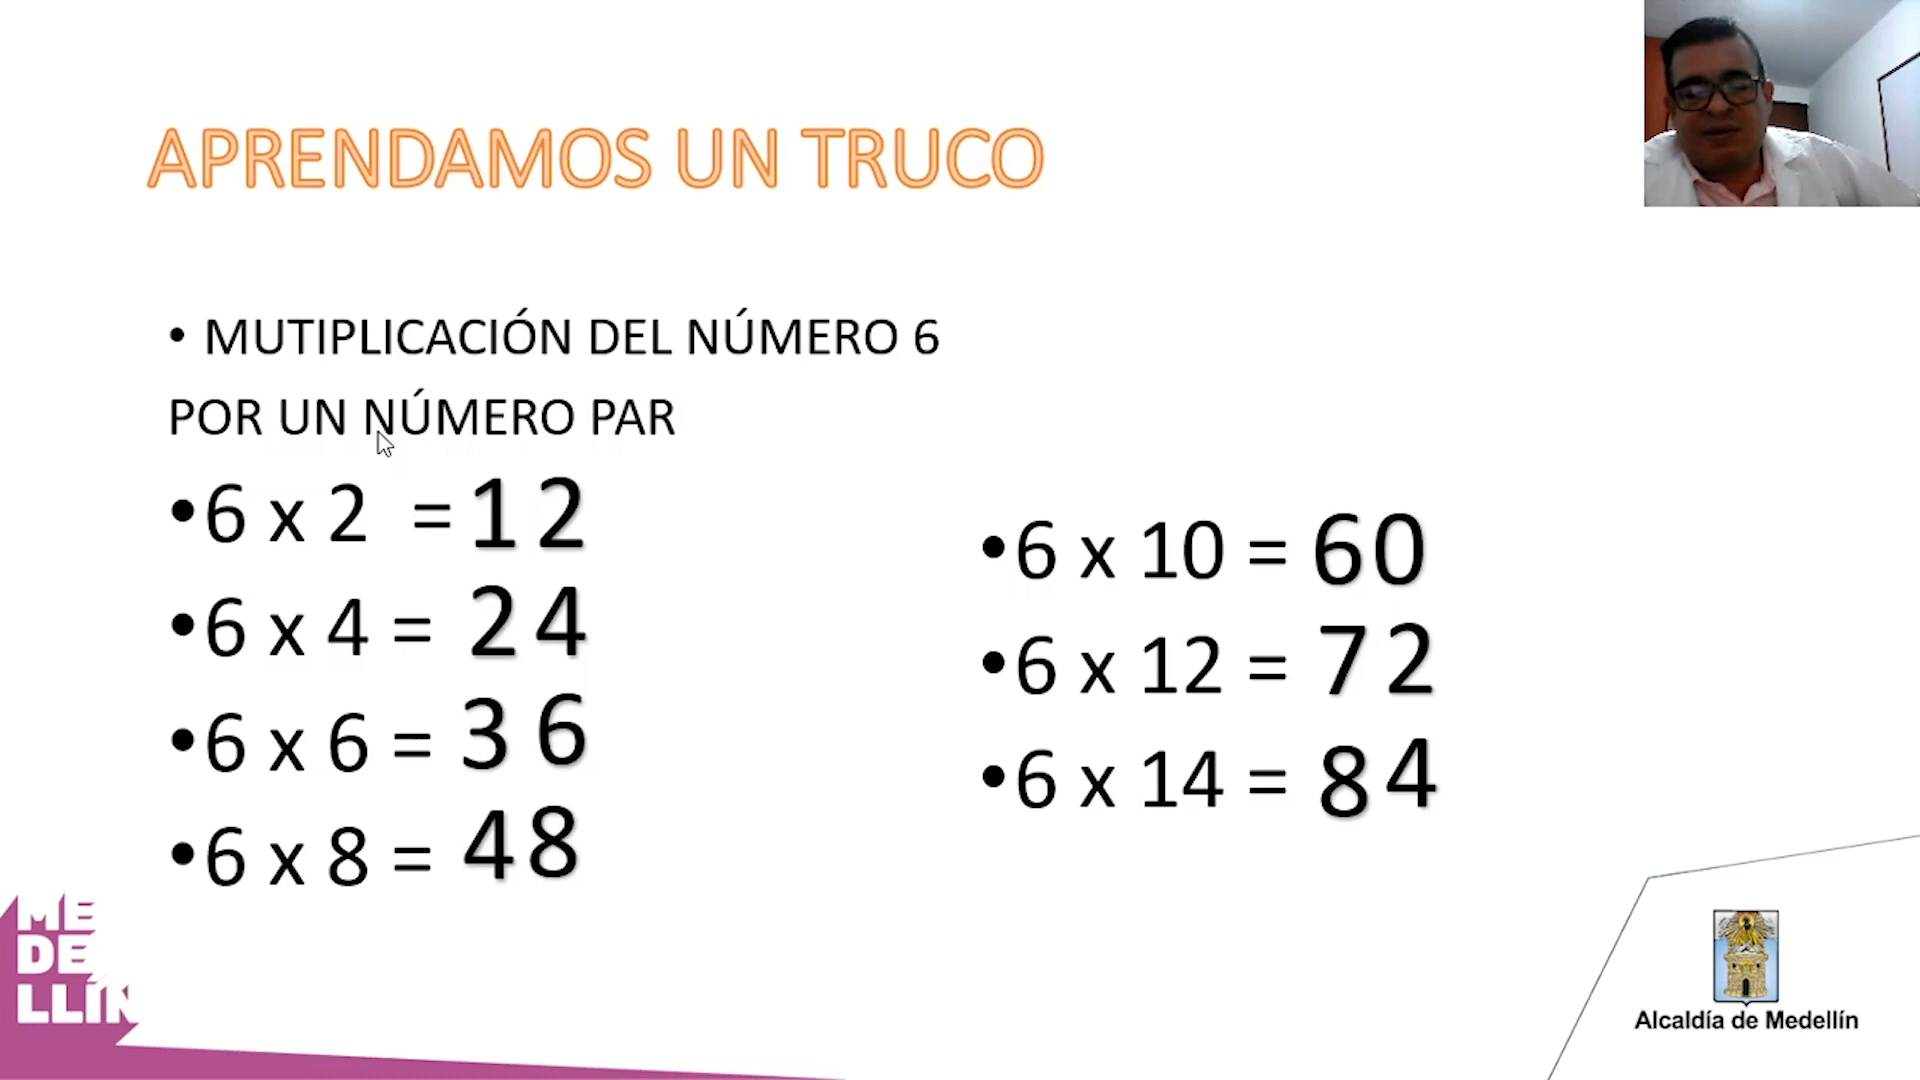 APRENDAMOS UN TRUCO
• MUTIPLICACIÓN DEL NÚMERO 6
POR UN NÚMERO PAR
•6 x 2 = 12
•6 x 4 = 24
•6 x 6 = 36
•6 x 8 = 48
•6 x 10 = 60
•6 x 12 = 72
•6 x 14 = 84
ME
DE
LLÍN
Alcaldía de Medellín